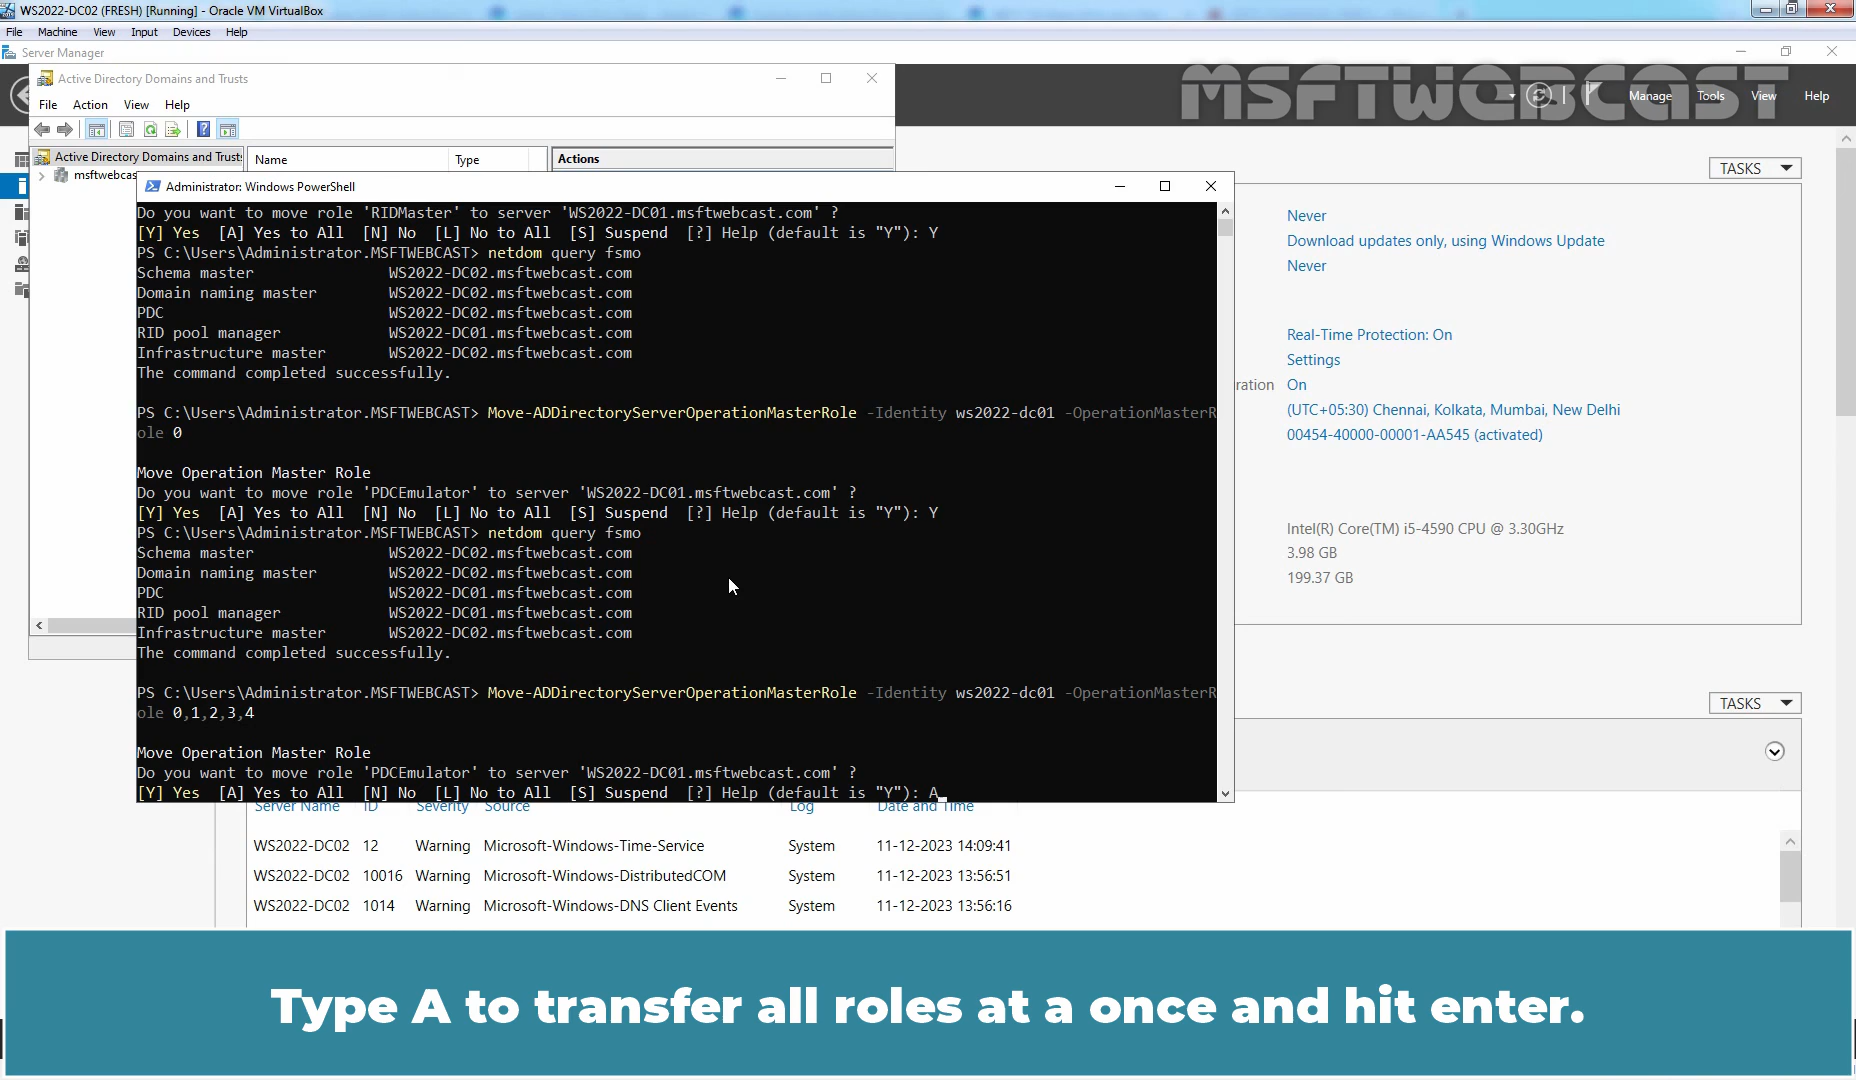 WS2022-DC02 (FRESH) [Running] - Oracle VM VirtualBox
File Machine View Input Devices Help
Server Manager
Active Directory Domains and Trusts
MSFTWEBCAST
Manage Tools View Help
File Action View Help
Active Directory Domains and Trusts
Name Type Actions
msftwebcas
TASKS
Administrator: Windows PowerShell
Do you want to move role 'RIDMaster' to server 'WS2022-DC01.msftwebcast.com' ?
[Y] Yes [A] Yes to All [N] No [L] No to All [S] Suspend [?] Help (default is "Y"): Y
PS C:\Users\Administrator.MSFTWEBCAST> netdom query fsmo
Schema master WS2022-DC02.msftwebcast.com
Domain naming master WS2022-DC02.msftwebcast.com
PDC WS2022-DC02.msftwebcast.com
RID pool manager WS2022-DC01.msftwebcast.com
Infrastructure master WS2022-DC02.msftwebcast.com
The command completed successfully.
PS C:\Users\Administrator.MSFTWEBCAST> Move-ADDirectoryServerOperationMasterRole -Identity ws2022-dc01 -OperationMasterR
ole 0
Move Operation Master Role
Do you want to move role 'PDCEmulator' to server 'WS2022-DC01.msftwebcast.com' ?
[Y] Yes [A] Yes to All [N] No [L] No to All [S] Suspend [?] Help (default is "Y"): Y
PS C:\Users\Administrator.MSFTWEBCAST> netdom query fsmo
Schema master WS2022-DC02.msftwebcast.com
Domain naming master WS2022-DC02.msftwebcast.com
PDC WS2022-DC01.msftwebcast.com
RID pool manager WS2022-DC01.msftwebcast.com
Infrastructure master WS2022-DC02.msftwebcast.com
The command completed successfully.
PS C:\Users\Administrator.MSFTWEBCAST> Move-ADDirectoryServerOperationMasterRole -Identity ws2022-dc01 -OperationMasterR
ole 0,1,2,3,4
Move Operation Master Role
Do you want to move role 'PDCEmulator' to server 'WS2022-DC01.msftwebcast.com' ?
[Y] Yes [A] Yes to All [N] No [L] No to All [S] Suspend [?] Help (default is "Y"): A
Never
Download updates only, using Windows Update
Never
Real-Time Protection: On
Settings
ration On
(UTC+05:30) Chennai, Kolkata, Mumbai, New Delhi
00454-40000-00001-AA545 (activated)
Intel(R) Core(TM) i5-4590 CPU @ 3.30GHz
3.98 GB
199.37 GB
TASKS
Server Name ID Severity Source Log Date and Time
WS2022-DC02 12 Warning Microsoft-Windows-Time-Service System 11-12-2023 14:09:41
WS2022-DC02 10016 Warning Microsoft-Windows-DistributedCOM System 11-12-2023 13:56:51
WS2022-DC02 1014 Warning Microsoft-Windows-DNS Client Events System 11-12-2023 13:56:16
Type A to transfer all roles at a once and hit enter.